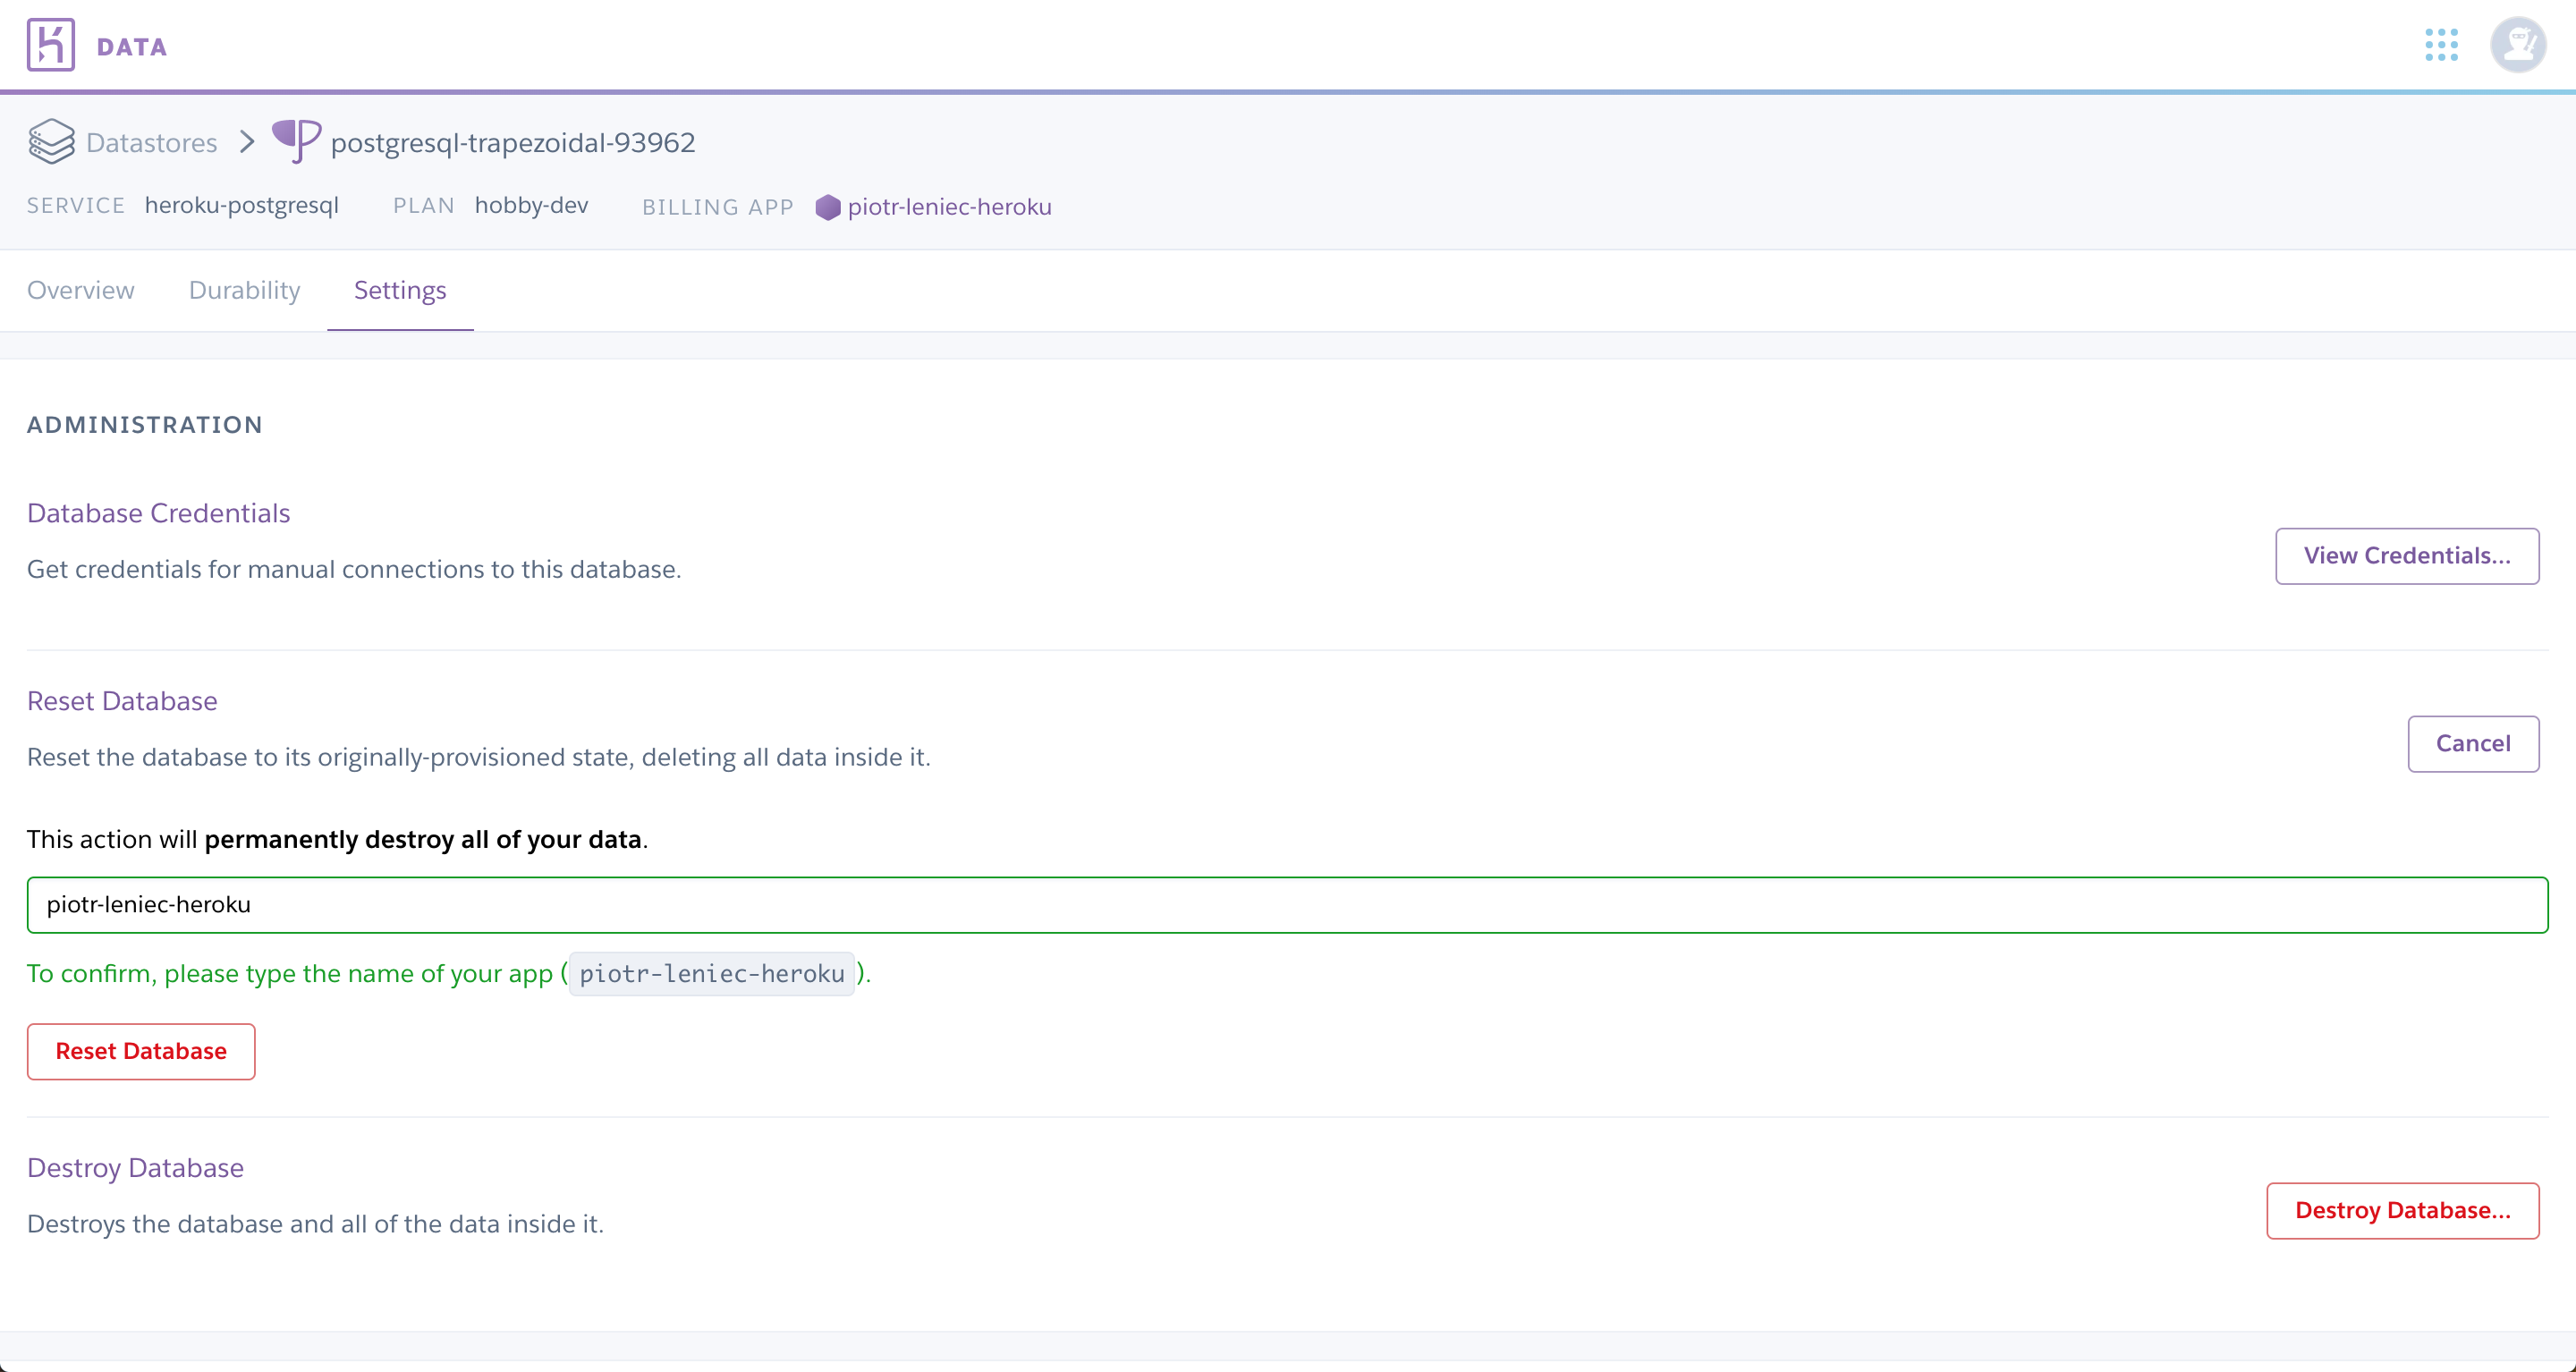 DATA
Datastores postgresql-trapezoidal-93962
SERVICE heroku-postgresql PLAN hobby-dev BILLING APP piotr-leniec-heroku
Overview Durability Settings
ADMINISTRATION
Database Credentials
Get credentials for manual connections to this database.
View Credentials...
Reset Database
Reset the database to its originally-provisioned state, deleting all data inside it.
Cancel
This action will permanently destroy all of your data.
piotr-leniec-heroku
To confirm, please type the name of your app (piotr-leniec-heroku).
Reset Database
Destroy Database
Destroys the database and all of the data inside it.
Destroy Database...